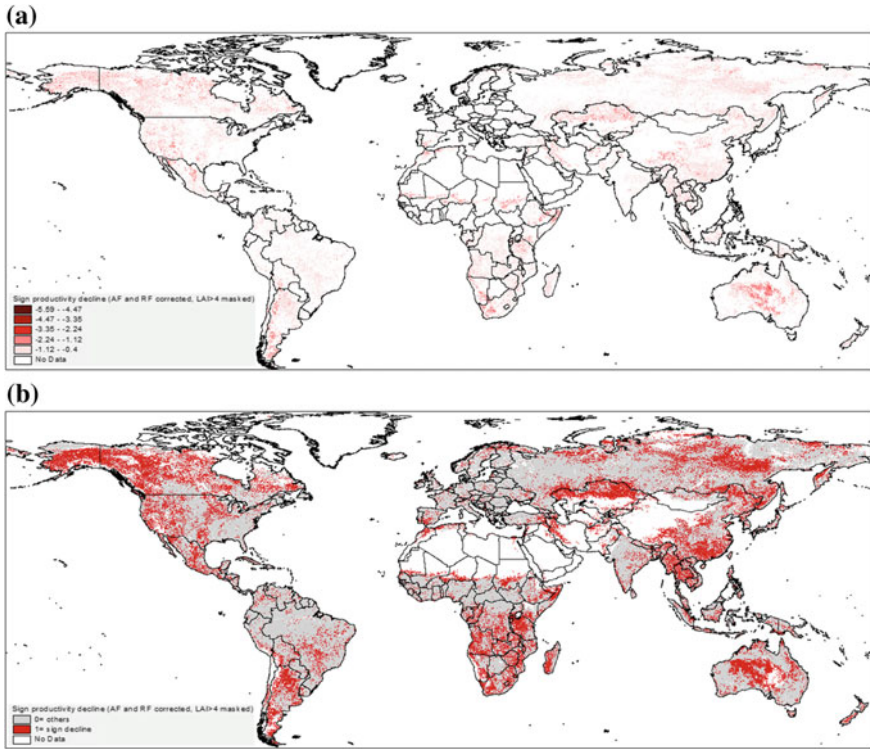 (a)
Sign productivity decline (AF and RF corrected, LAI>4 masked)
-5.59 - -4.47
-4.47 - -3.35
-3.35 - -2.24
-2.24 - -1.12
-1.12 - -0.4
No Data
(b)
Sign productivity decline (AF and RF corrected, LAI>4 masked)
0= others
1= sign decline
No Data